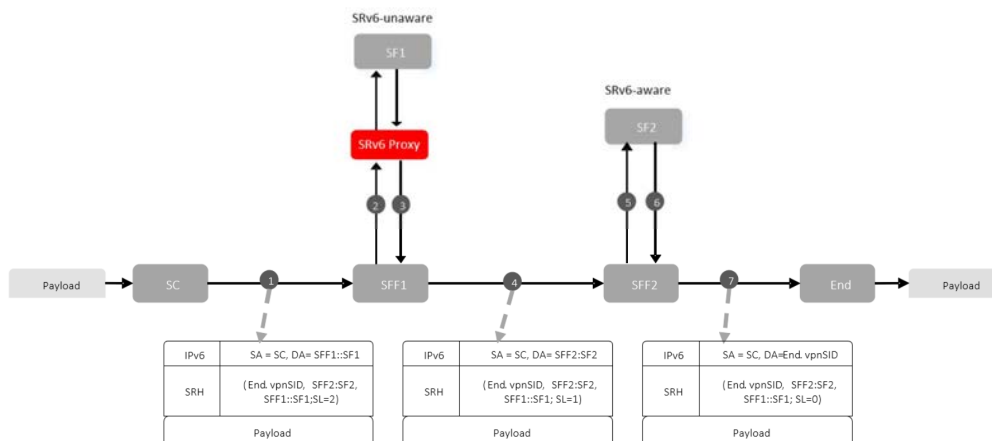 SRv6-unaware
SF1
SRv6-aware
SF2
SRv6 Proxy
2
3
5
6
Payload
SC
1
SFF1
4
SFF2
7
End
Payload
IPv6
SA = SC, DA= SFF1::SF1
SRH
(End. vpnSID, SFF2:SF2,
SFF1::SF1;SL=2)
Payload
IPv6
SA = SC, DA= SFF2:SF2
SRH
(End. vpnSID, SFF2:SF2,
SFF1::SF1; SL=1)
Payload
IPv6
SA = SC, DA=End. vpnSID
SRH
(End. vpnSID, SFF2:SF2,
SFF1::SF1; SL=0)
Payload